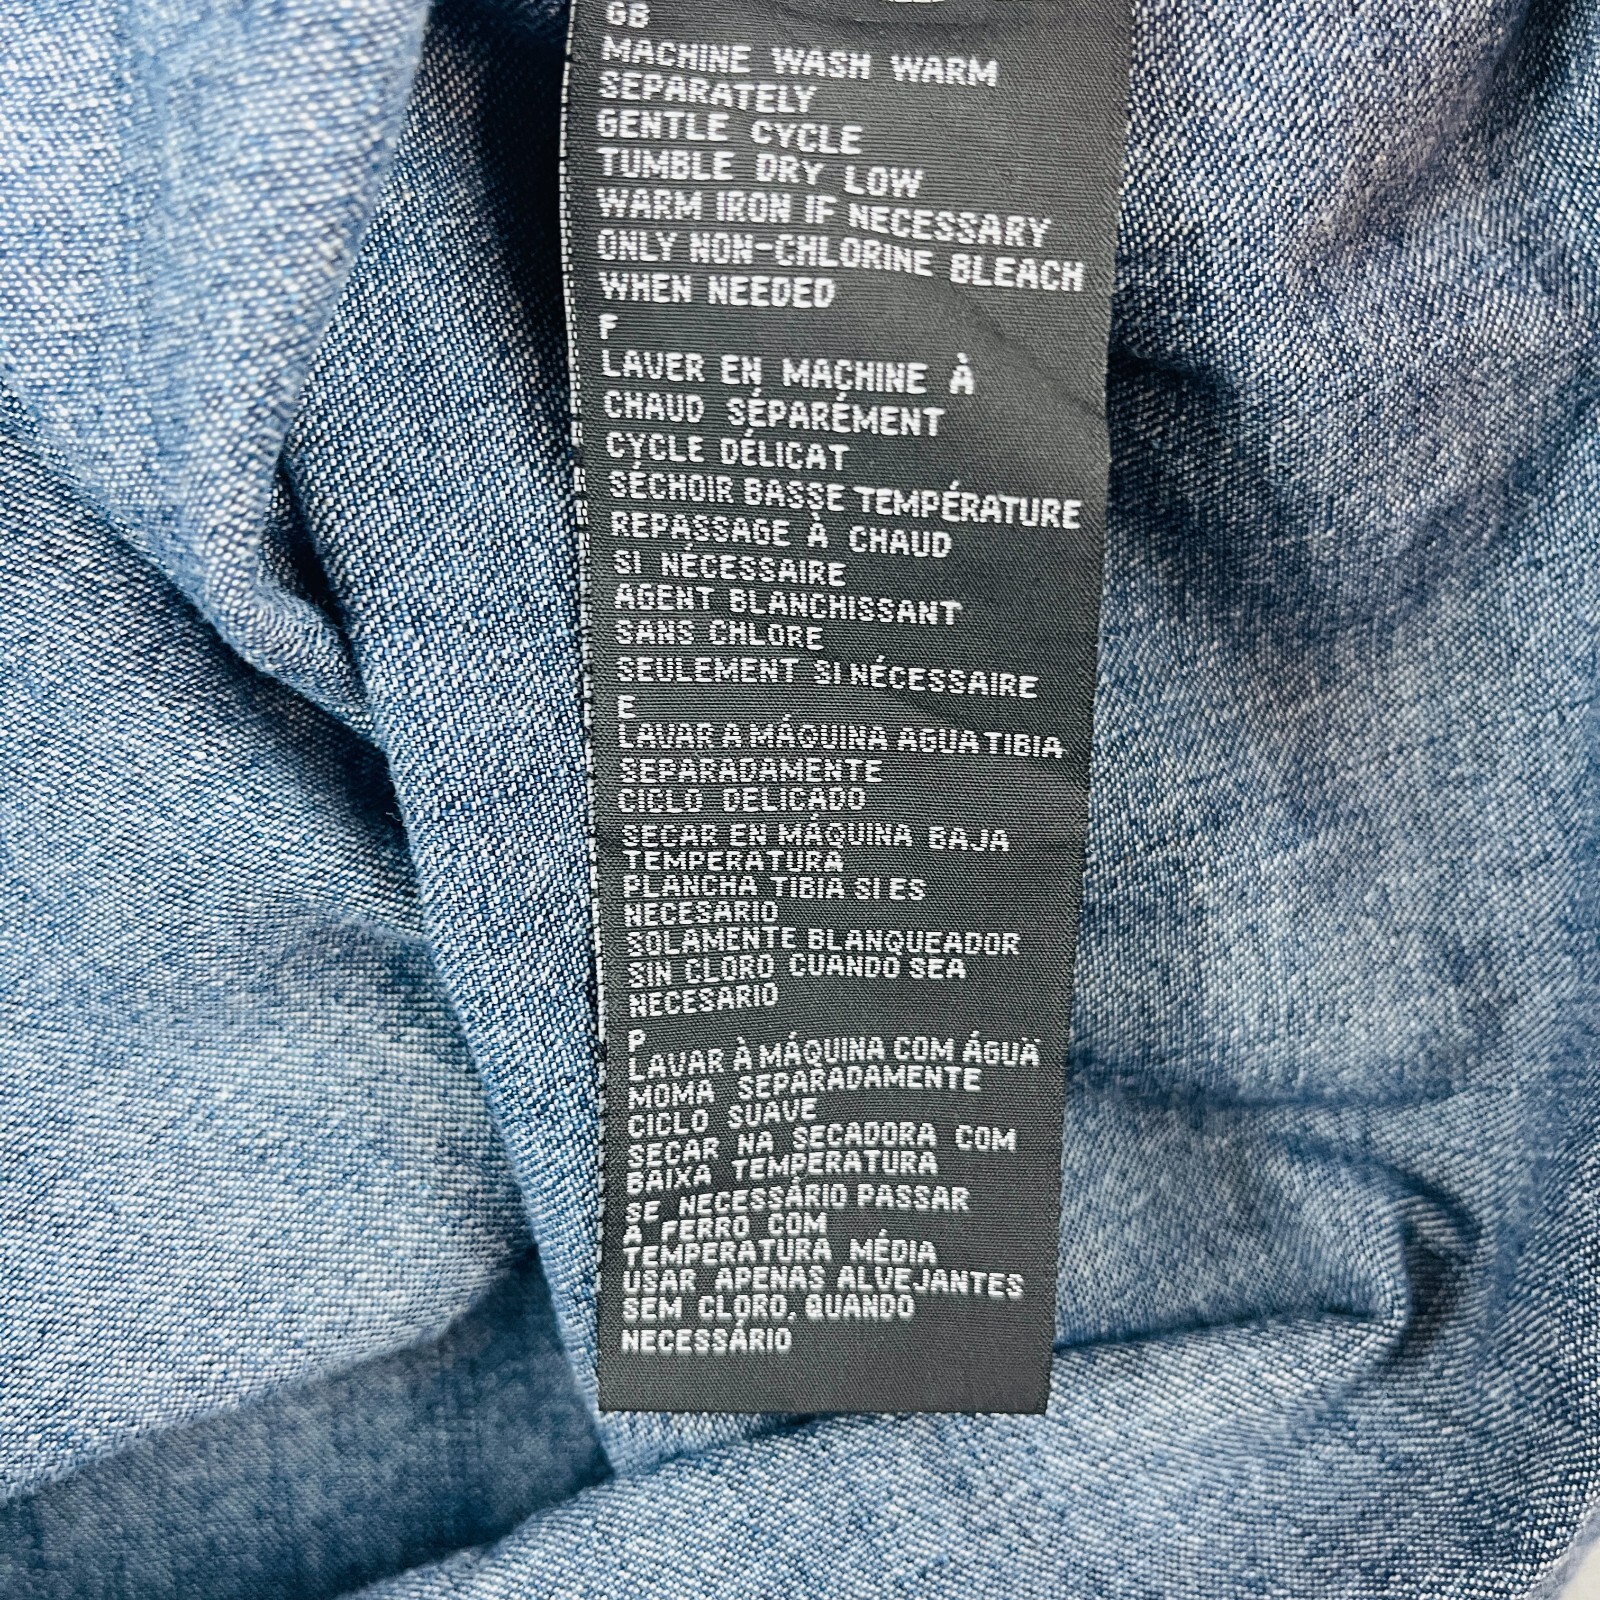 GB
MACHINE WASH WARM
SEPARATELY
GENTLE CYCLE
TUMBLE DRY LOW
WARM IRON IF NECESSARY
ONLY NON-CHLORINE BLEACH
WHEN NEEDED
F
LAVER EN MACHINE À
CHAUD SÉPARÉMENT
CYCLE DÉLICAT
SÉCHOIR BASSE TEMPÉRATURE
REPASSAGE À CHAUD
SI NÉCESSAIRE
AGENT BLANCHISSANT
SANS CHLORE
SEULEMENT SI NÉCESSAIRE
E
LAVAR A MÁQUINA AGUA TIBIA
SEPARADAMENTE
CICLO DELICADO
SECAR EN MÁQUINA BAJA
TEMPERATURA
PLANCHA TIBIA SI ES
NECESARIO
SOLAMENTE BLANQUEADOR
SIN CLORO CUANDO SEA
NECESARIO
P
LAVAR À MÁQUINA COM ÁGUA
MOMA SEPARADAMENTE
CICLO SUAVE
SECAR NA SECADORA COM
BAIXA TEMPERATURA
SE NECESSÁRIO PASSAR
A FERRO COM
TEMPERATURA MÉDIA
USAR APENAS ALVEJANTES
SEM CLORO, QUANDO
NECESSÁRIO